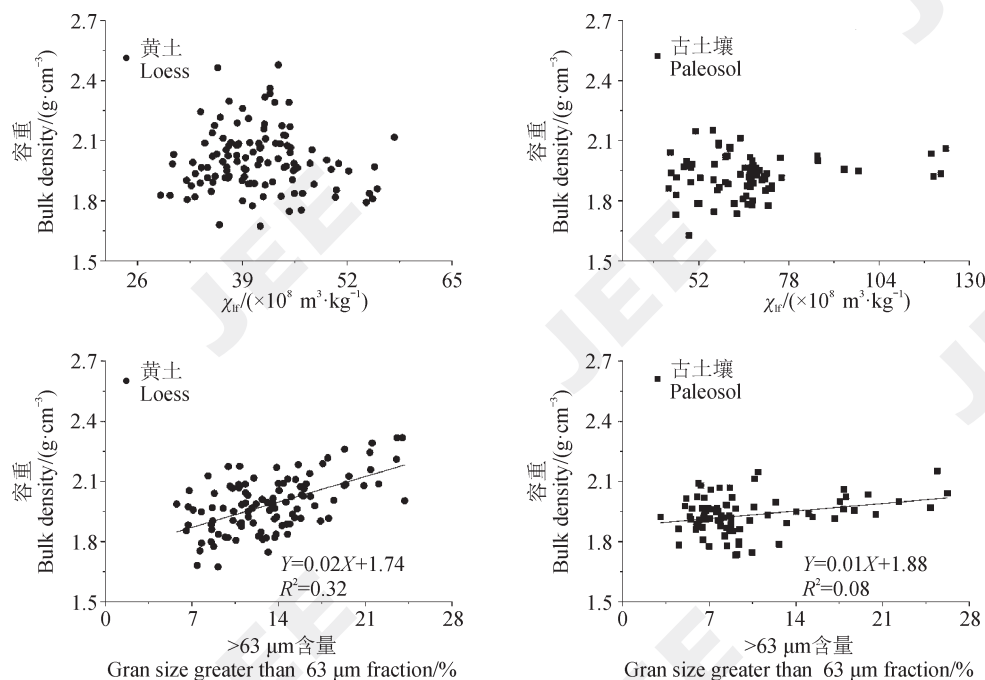 2.7
2.4
2.1
1.8
1.5
容重
Bulk density/(g·cm⁻³)
黄土
Loess
26
39
52
65
χlf/(×10⁸ m³·kg⁻¹)
2.7
2.4
2.1
1.8
1.5
容重
Bulk density/(g·cm⁻³)
古土壤
Paleosol
52
78
104
130
χlf/(×10⁸ m³·kg⁻¹)
2.7
2.4
2.1
1.8
1.5
容重
Bulk density/(g·cm⁻³)
黄土
Loess
Y=0.02X+1.74
R²=0.32
0
7
14
21
28
>63 μm含量
Gran size greater than 63 μm fraction/%
2.7
2.4
2.1
1.8
1.5
容重
Bulk density/(g·cm⁻³)
古土壤
Paleosol
Y=0.01X+1.88
R²=0.08
0
7
14
21
28
>63 μm含量
Gran size greater than 63 μm fraction/%
JEE
JEE